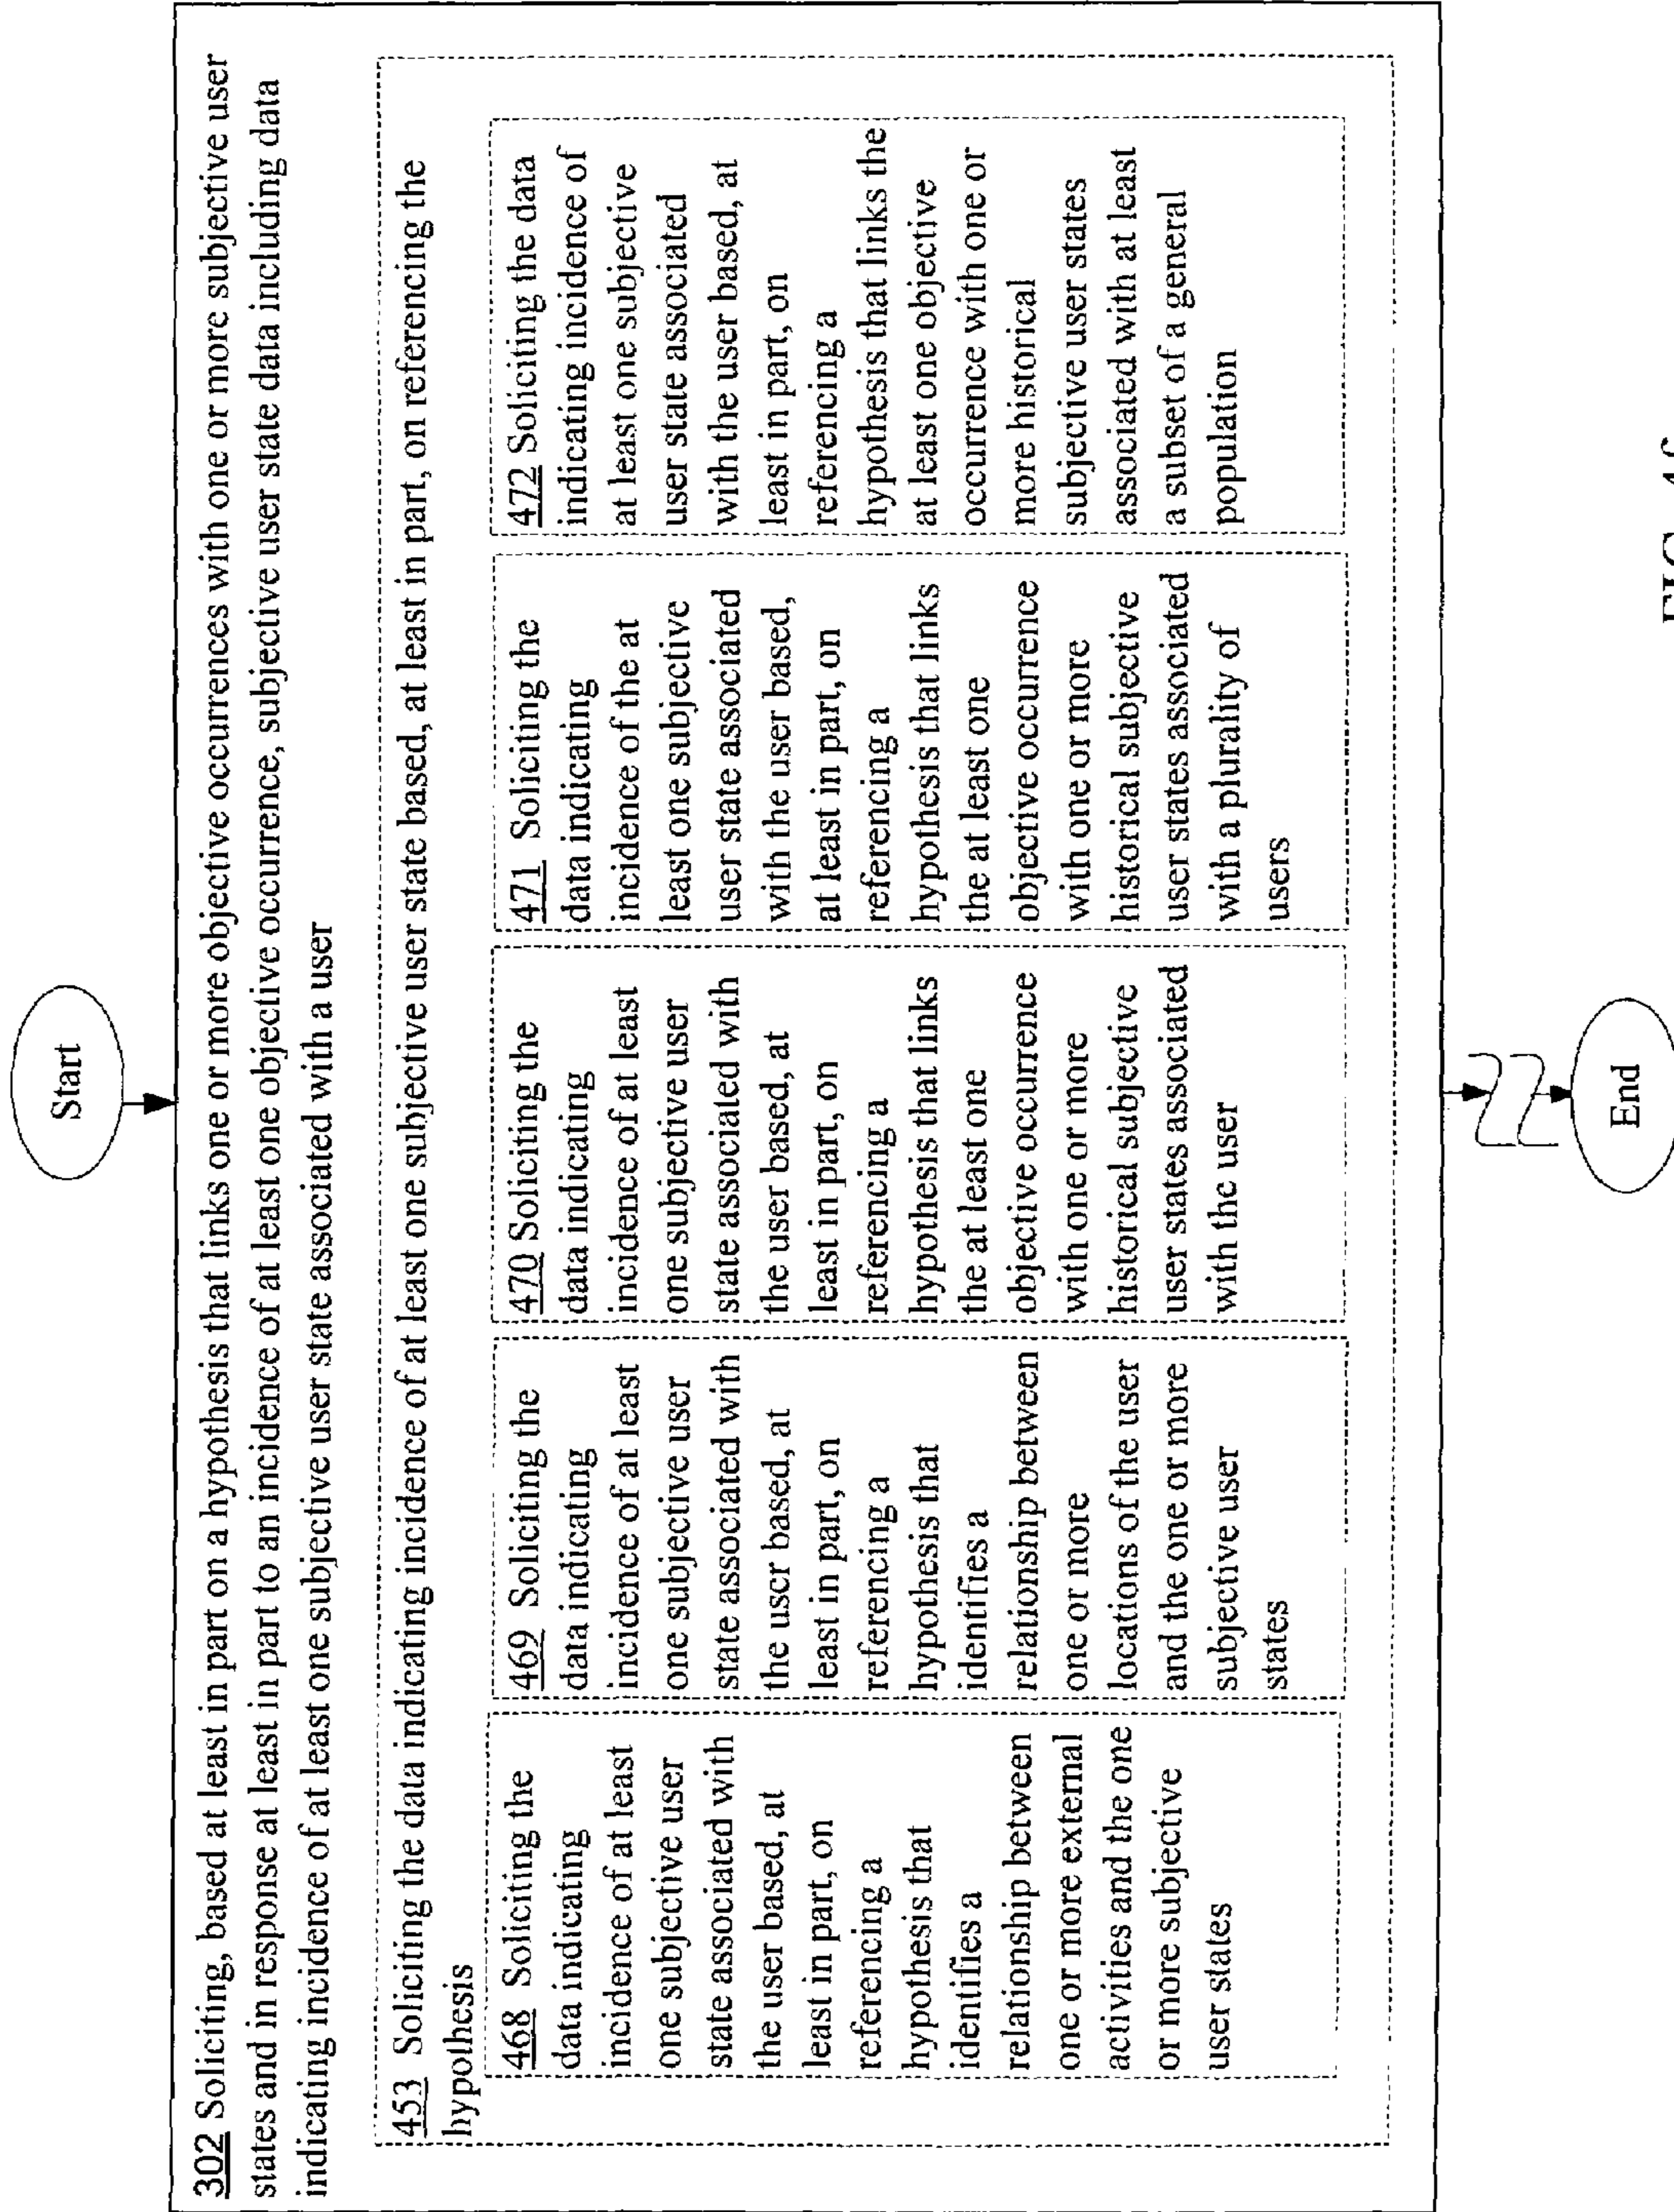 Start
302 Soliciting, based at least in part on a hypothesis that links one or more objective occurrences with one or more subjective user
states and in response at least in part to an incidence of at least one objective occurrence, subjective user state data including data
indicating incidence of at least one subjective user state associated with a user
453 Soliciting the data indicating incidence of at least one subjective user state based, at least in part, on referencing the
hypothesis
468 Soliciting the
data indicating
incidence of at least
one subjective user
state associated with
the user based, at
least in part, on
referencing a
hypothesis that
identifies a
relationship between
one or more external
activities and the one
or more subjective
user states
469 Soliciting the
data indicating
incidence of at least
one subjective user
state associated with
the user based, at
least in part, on
referencing a
hypothesis that
identifies a
relationship between
one or more
locations of the user
and the one or more
subjective user
states
470 Soliciting the
data indicating
incidence of at least
one subjective user
state associated with
the user based, at
least in part, on
referencing a
hypothesis that links
the at least one
objective occurrence
with one or more
historical subjective
user states associated
with the user
471 Soliciting the
data indicating
incidence of the at
least one subjective
user state associated
with the user based,
at least in part, on
referencing a
hypothesis that links
the at least one
objective occurrence
with one or more
historical subjective
user states associated
with a plurality of
users
472 Soliciting the data
indicating incidence of
at least one subjective
user state associated
with the user based, at
least in part, on
referencing a
hypothesis that links the
at least one objective
occurrence with one or
more historical
subjective user states
associated with at least
a subset of a general
population
End